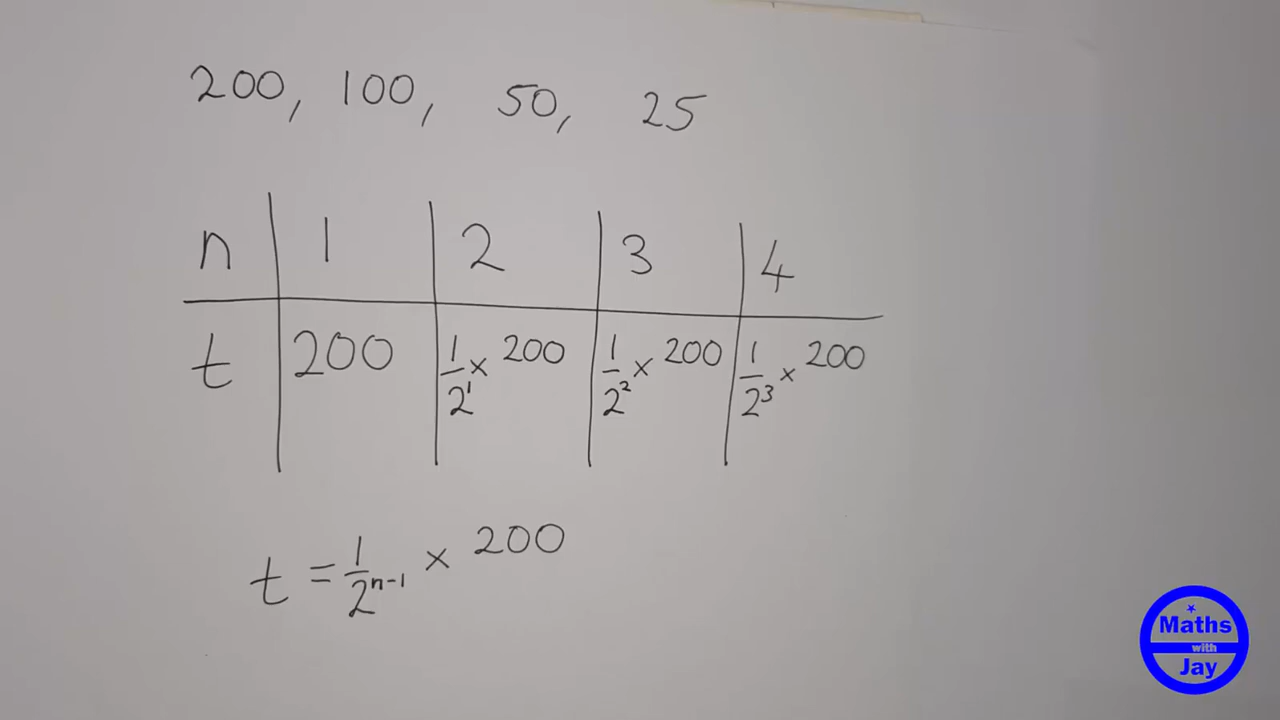 200, 100, 50, 25
n 1 2 3 4
t 200 1/2¹ × 200 1/2² × 200 1/2³ × 200
t = 1/2ⁿ⁻¹ × 200
Maths
with
Jay